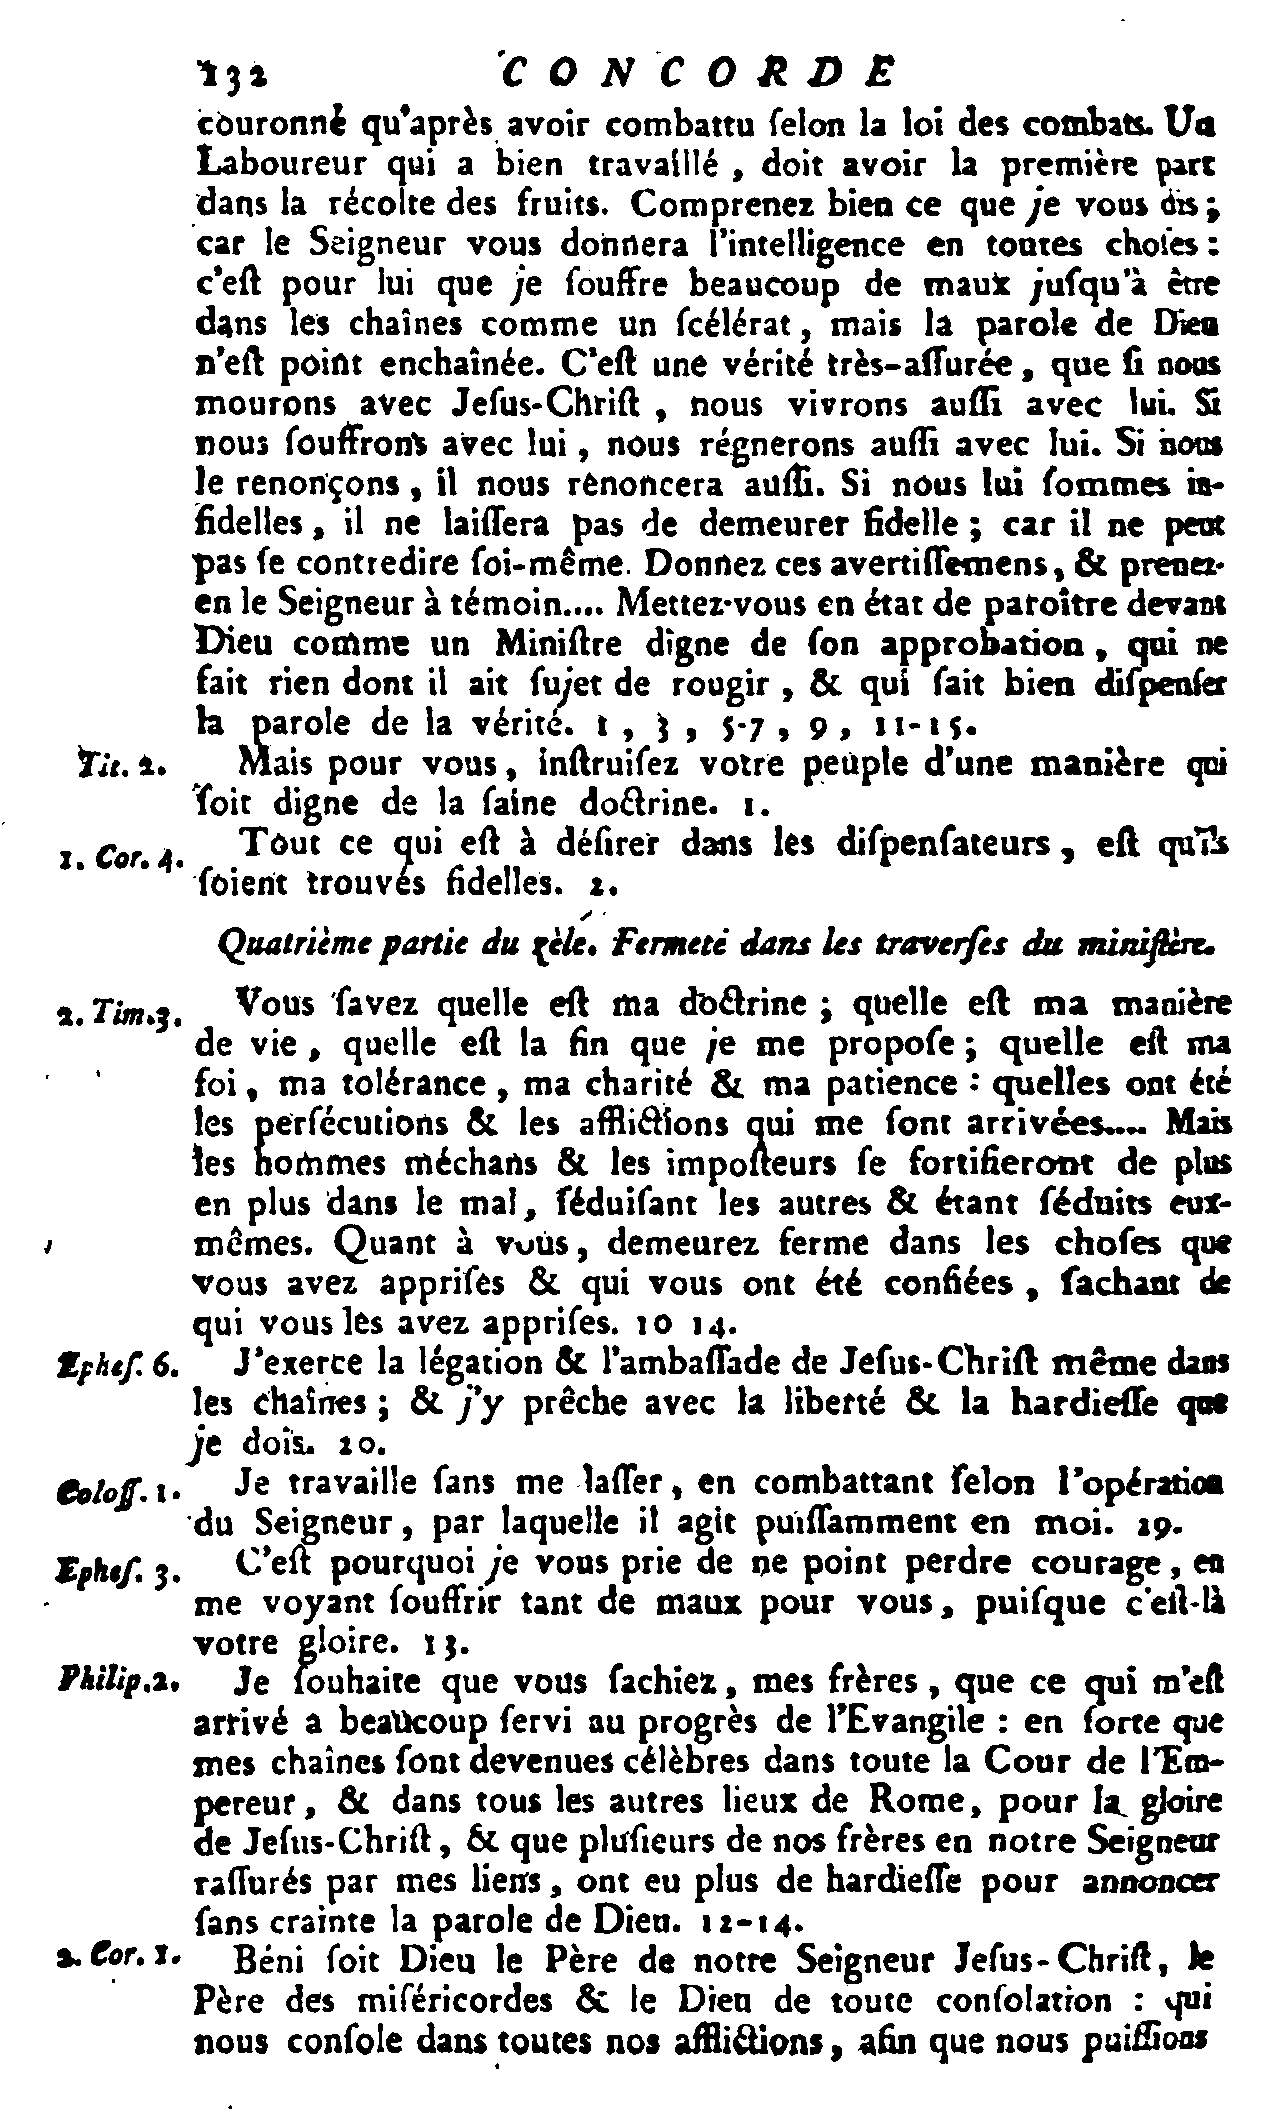 132 CONCORDE
couronné qu'après avoir combattu ſelon la loi des combats. Un
Laboureur qui a bien travaillé, doit avoir la première part
dans la récolte des fruits. Comprenez bien ce que je vous dis;
car le Seigneur vous donnera l'intelligence en toutes choſes:
c'eſt pour lui que je ſouffre beaucoup de maux juſqu'à être
dans les chaînes comme un ſcélérat, mais la parole de Dieu
n'eſt point enchaînée. C'eſt une vérité très-aſſurée, que ſi nous
mourons avec Jeſus-Chriſt, nous vivrons auſſi avec lui. Si
nous ſouffrons avec lui, nous régnerons auſſi avec lui. Si nous
le renonçons, il nous renoncera auſſi. Si nous lui ſommes in-
fidelles, il ne laiſſera pas de demeurer fidelle; car il ne peut
pas ſe contredire ſoi-même. Donnez ces avertiſſemens, & prenez-
en le Seigneur à témoin.... Mettez-vous en état de paroître devant
Dieu comme un Miniſtre digne de ſon approbation, qui ne
fait rien dont il ait ſujet de rougir, & qui ſait bien diſpenſer
la parole de la vérité. 1, 3, 5-7, 9, 11-15.
Tit. 2. Mais pour vous, inſtruiſez votre peuple d'une manière qui
ſoit digne de la ſaine doctrine. 1.
1. Cor. 4. Tout ce qui eſt à déſirer dans les diſpenſateurs, eſt qu'ils
ſoient trouvés fidelles. 2.
Quatrième partie du zèle. Fermeté dans les traverſes du miniſtère.
2. Tim. 3. Vous ſavez quelle eſt ma doctrine; quelle eſt ma manière
de vie, quelle eſt la fin que je me propoſe; quelle eſt ma
foi, ma tolérance, ma charité & ma patience: quelles ont été
les perſécutions & les afflictions qui me ſont arrivées.... Mais
les hommes méchans & les impoſteurs ſe fortifieront de plus
en plus dans le mal, ſéduiſant les autres & étant ſéduits eux-
mêmes. Quant à vous, demeurez ferme dans les choſes que
vous avez appriſes & qui vous ont été confiées, ſachant de
qui vous les avez appriſes. 10 14.
Epheſ. 6. J'exerce la légation & l'ambaſſade de Jeſus-Chriſt même dans
les chaînes; & j'y prêche avec la liberté & la hardieſſe que
je dois. 20.
Coloſſ. 1. Je travaille ſans me laſſer, en combattant ſelon l'opération
du Seigneur, par laquelle il agit puiſſamment en moi. 29.
Epheſ. 3. C'eſt pourquoi je vous prie de ne point perdre courage, en
me voyant ſouffrir tant de maux pour vous, puiſque c'eſt-là
votre gloire. 13.
Philip. 2. Je ſouhaite que vous ſachiez, mes frères, que ce qui m'eſt
arrivé a beaucoup ſervi au progrès de l'Evangile: en ſorte que
mes chaînes ſont devenues célèbres dans toute la Cour de l'Em-
pereur, & dans tous les autres lieux de Rome, pour la gloire
de Jeſus-Chriſt, & que pluſieurs de nos frères en notre Seigneur
raſſurés par mes liens, ont eu plus de hardieſſe pour annoncer
ſans crainte la parole de Dieu. 12-14.
2. Cor. 1. Béni ſoit Dieu le Père de notre Seigneur Jeſus-Chriſt, le
Père des miſéricordes & le Dieu de toute conſolation: qui
nous conſole dans toutes nos afflictions, afin que nous puiſſions